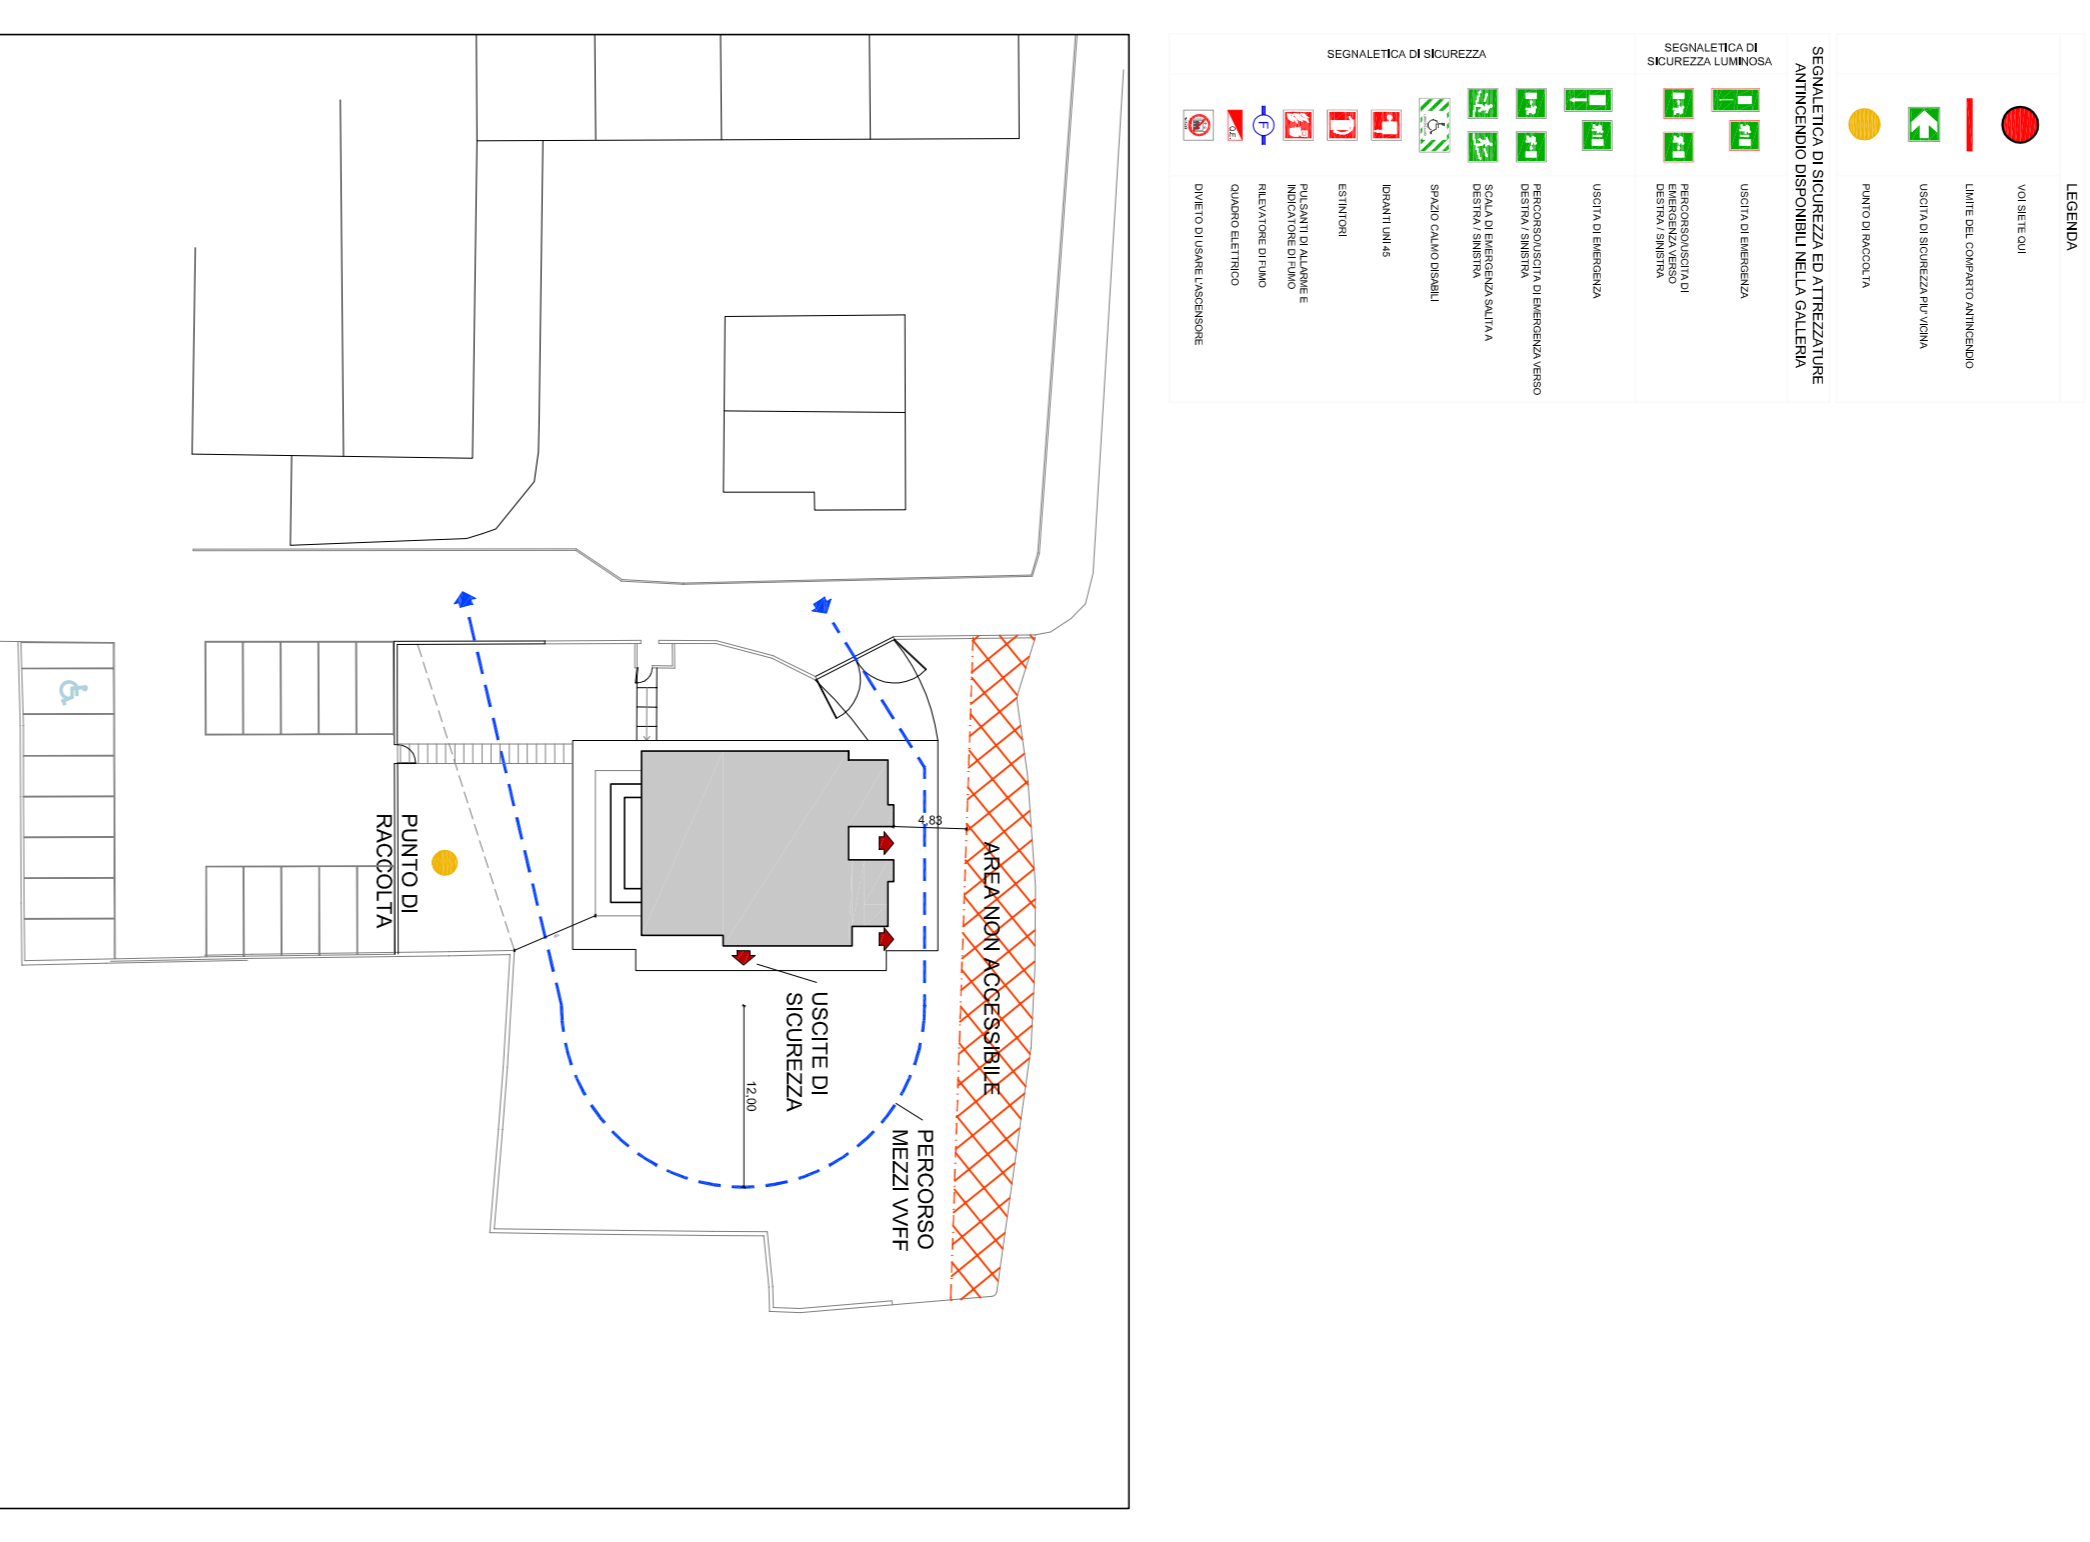 LEGENDA
VOI SIETE QUI
LIMITE DEL COMPARTO ANTINCENDIO
USCITA DI SICUREZZA PIU' VICINA
PUNTO DI RACCOLTA
SEGNALETICA DI SICUREZZA ED ATTREZZATURE
ANTINCENDIO DISPONIBILI NELLA GALLERIA
SEGNALETICA DI
SICUREZZA LUMINOSA
USCITA DI EMERGENZA
PERCORSO/USCITA DI
EMERGENZA VERSO
DESTRA / SINISTRA
SEGNALETICA DI SICUREZZA
USCITA DI EMERGENZA
PERCORSO/USCITA DI EMERGENZA VERSO
DESTRA / SINISTRA
SCALA DI EMERGENZA SALITA A
DESTRA / SINISTRA
SPAZIO CALMO DISABILI
IDRANTI UNI 45
ESTINTORI
PULSANTI DI ALLARME E
INDICATORE DI FUMO
F
RILEVATORE DI FUMO
Q.E.
QUADRO ELETTRICO
DIVIETO DI USARE L'ASCENSORE
AREA NON ACCESSIBILE
4,83
PERCORSO
MEZZI VVFF
USCITE DI
SICUREZZA
12,00
PUNTO DI
RACCOLTA